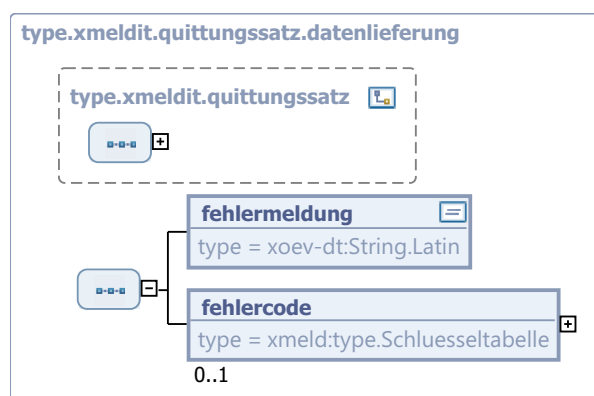 type.xmeldit.quittungssatz.datenlieferung
type.xmeldit.quittungssatz
fehlermeldung
type = xoev-dt:String.Latin
fehlercode
type = xmeld:type.Schluesseltabelle
0..1